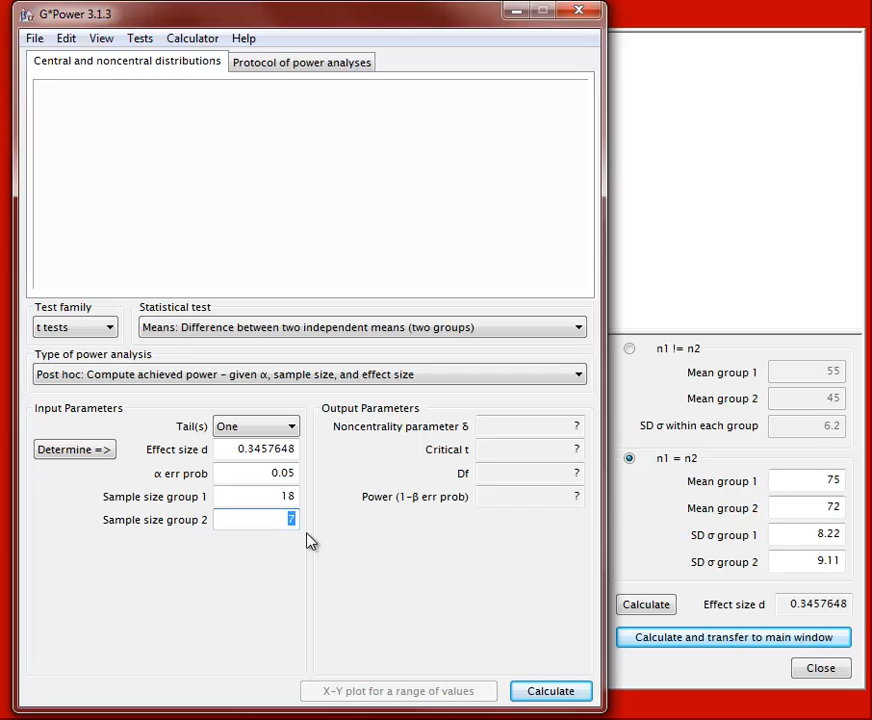 G*Power 3.1.3
File Edit View Tests Calculator Help
Central and noncentral distributions
Protocol of power analyses
Test family
Statistical test
t tests
Means: Difference between two independent means (two groups)
Type of power analysis
Post hoc: Compute achieved power – given α, sample size, and effect size
Input Parameters
Tail(s) One
Determine => Effect size d 0.3457648
α err prob 0.05
Sample size group 1 18
Sample size group 2 7
Output Parameters
Noncentrality parameter δ ?
Critical t ?
Df ?
Power (1-β err prob) ?
X-Y plot for a range of values
Calculate
n1 != n2
Mean group 1 55
Mean group 2 45
SD σ within each group 6.2
n1 = n2
Mean group 1 75
Mean group 2 72
SD σ group 1 8.22
SD σ group 2 9.11
Calculate Effect size d 0.3457648
Calculate and transfer to main window
Close